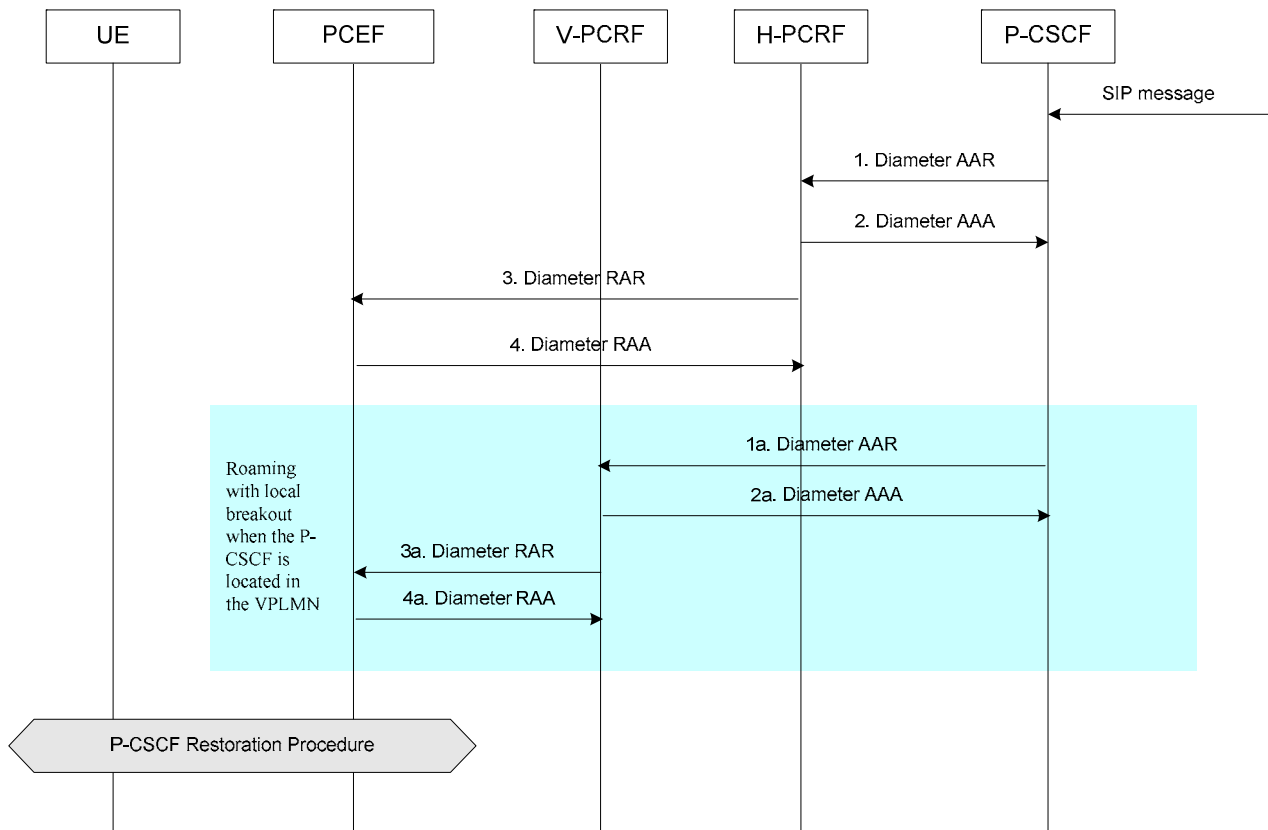 UE
PCEF
V-PCRF
H-PCRF
P-CSCF
SIP message
1. Diameter AAR
2. Diameter AAA
3. Diameter RAR
4. Diameter RAA
1a. Diameter AAR
Roaming
with local
breakout
when the P-
CSCF is
located in
the VPLMN
2a. Diameter AAA
3a. Diameter RAR
4a. Diameter RAA
P-CSCF Restoration Procedure